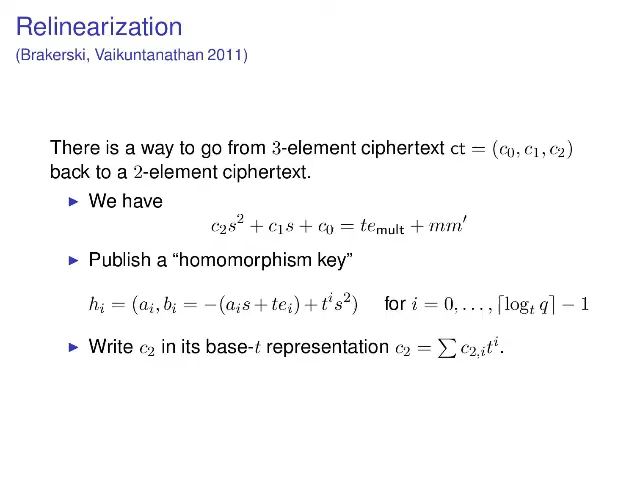 Relinearization
(Brakerski, Vaikuntanathan 2011)
There is a way to go from 3-element ciphertext ct = (c₀, c₁, c₂)
back to a 2-element ciphertext.
▶ We have
c₂s² + c₁s + c₀ = te_mult + mm′
▶ Publish a “homomorphism key”
hᵢ = (aᵢ, bᵢ = −(aᵢs + teᵢ) + tⁱs²) for i = 0, . . . , ⌈logₜ q⌉ − 1
▶ Write c₂ in its base-t representation c₂ = ∑ c₂,ᵢtⁱ.